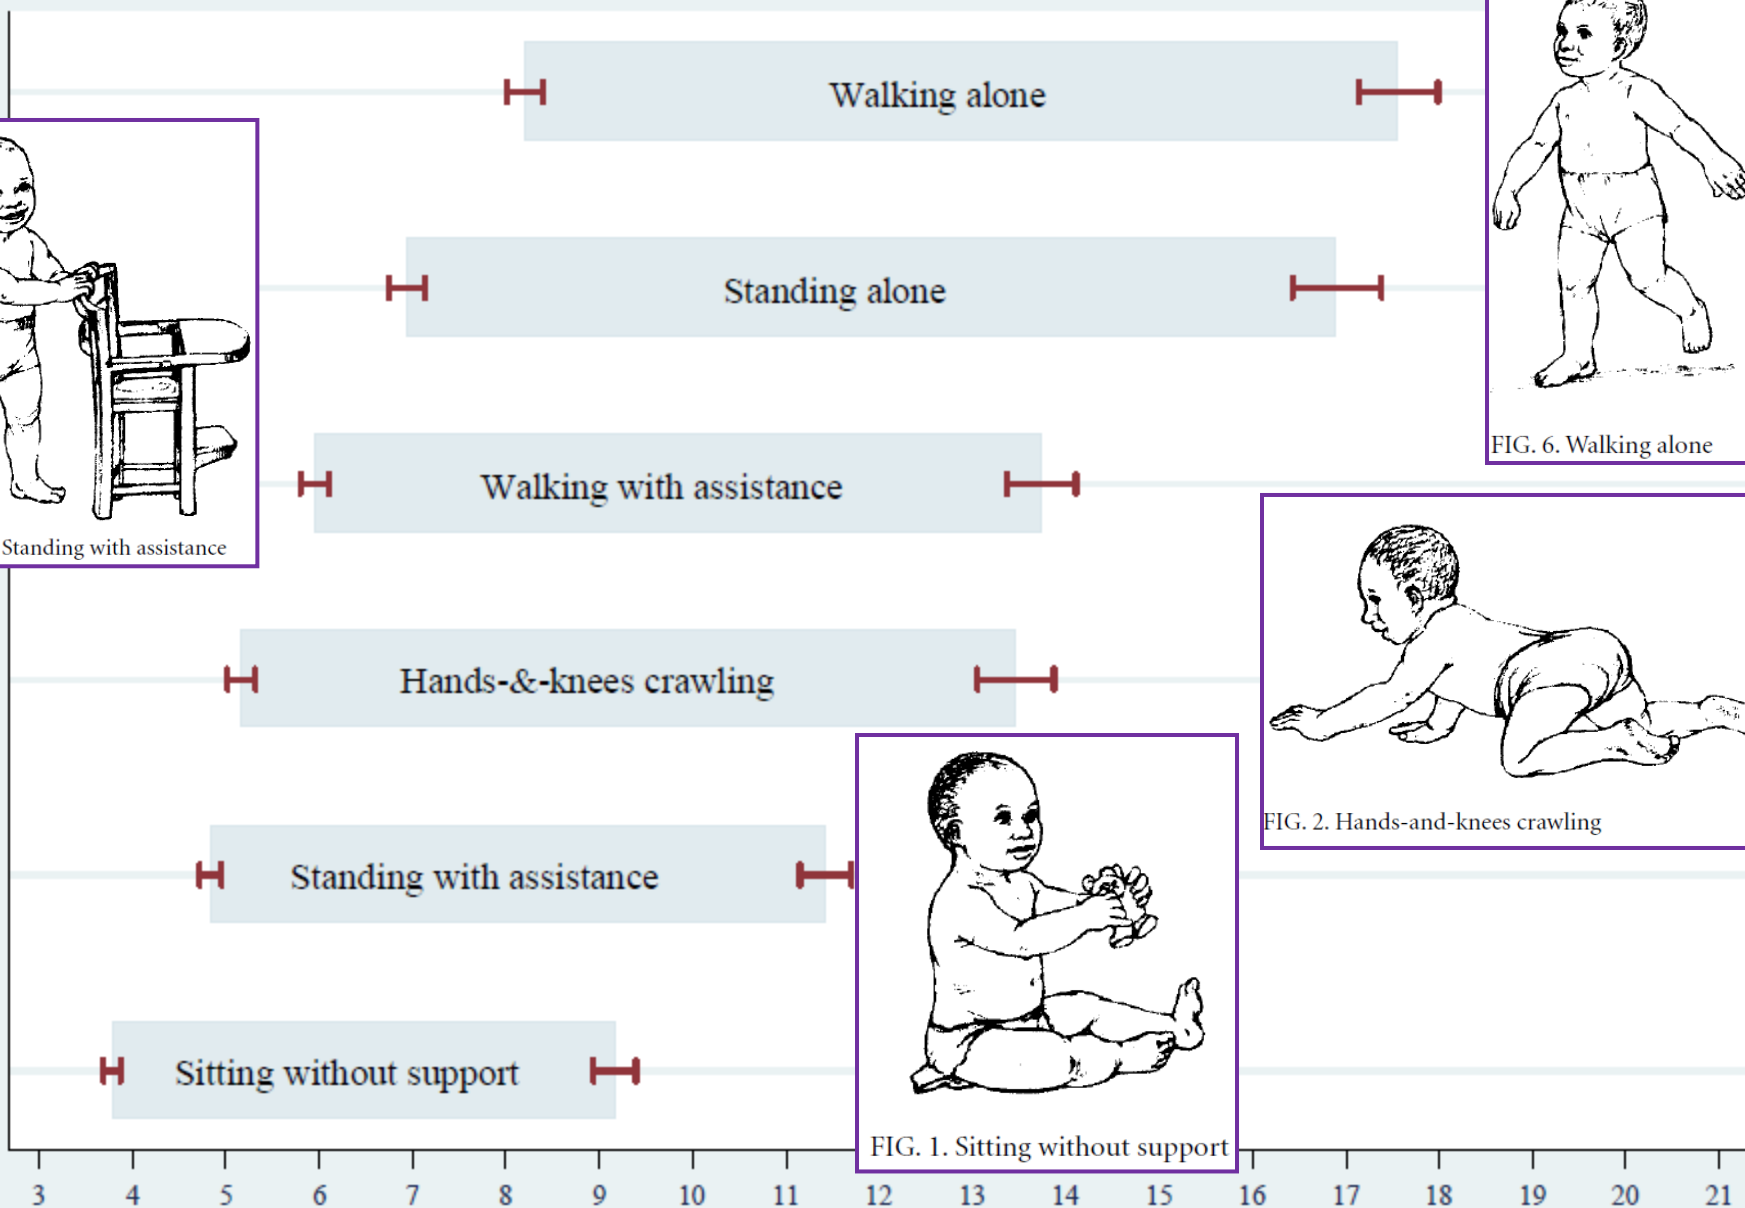 Walking alone
Standing alone
Walking with assistance
Hands-&-knees crawling
Standing with assistance
Sitting without support
Standing with assistance
FIG. 6. Walking alone
FIG. 2. Hands-and-knees crawling
FIG. 1. Sitting without support
3 4 5 6 7 8 9 10 11 12 13 14 15 16 17 18 19 20 21